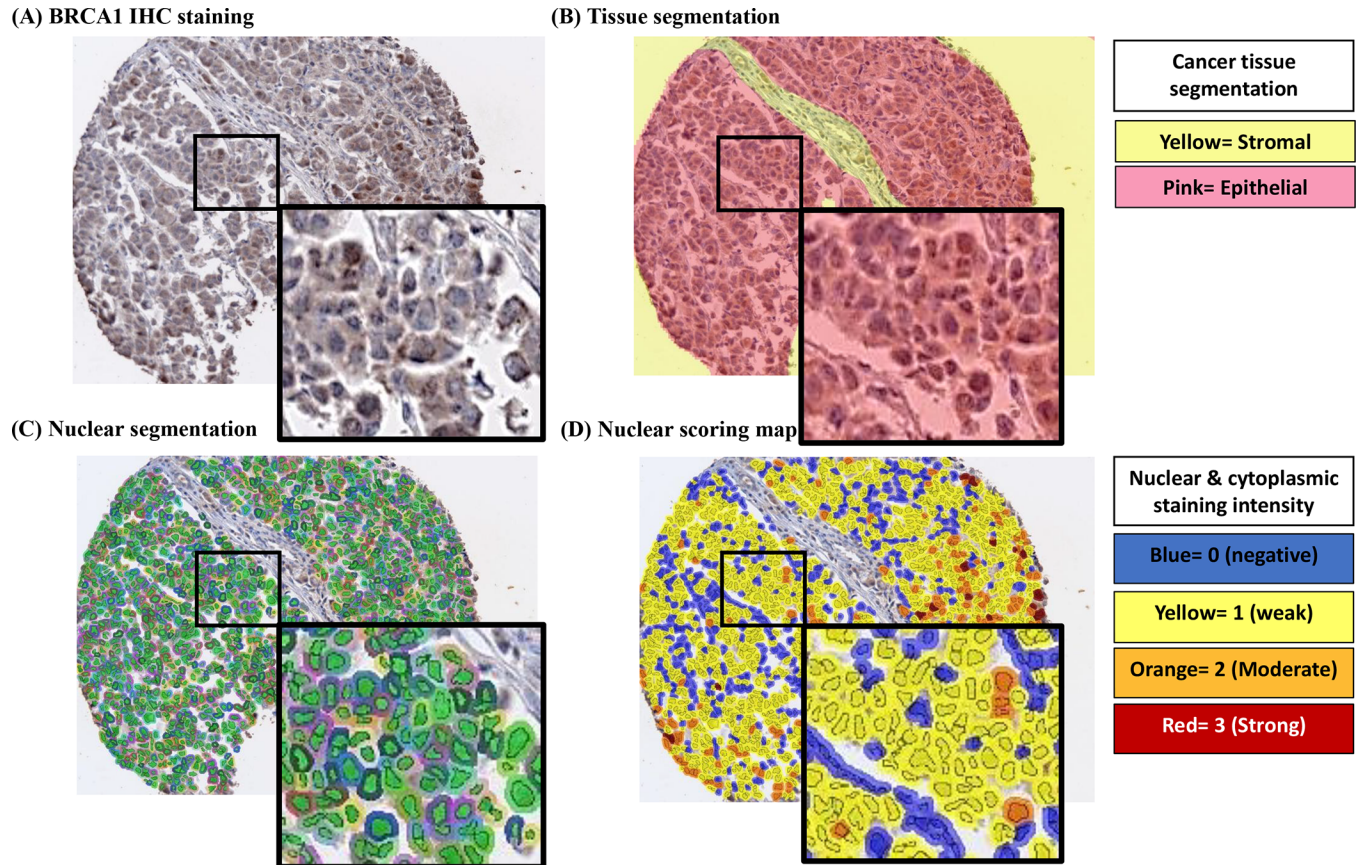 (A) BRCA1 IHC staining
(B) Tissue segmentation
Cancer tissue
segmentation
Yellow= Stromal
Pink= Epithelial
(C) Nuclear segmentation
(D) Nuclear scoring map
Nuclear & cytoplasmic
staining intensity
Blue= 0 (negative)
Yellow= 1 (weak)
Orange= 2 (Moderate)
Red= 3 (Strong)